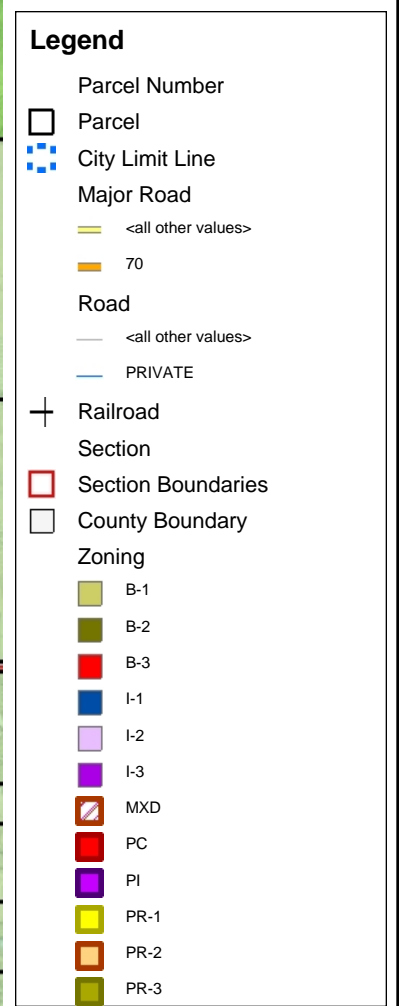 Legend
Parcel Number
Parcel
City Limit Line
Major Road
<all other values>
70
Road
<all other values>
PRIVATE
Railroad
Section
Section Boundaries
County Boundary
Zoning
B-1
B-2
B-3
I-1
I-2
I-3
MXD
PC
PI
PR-1
PR-2
PR-3